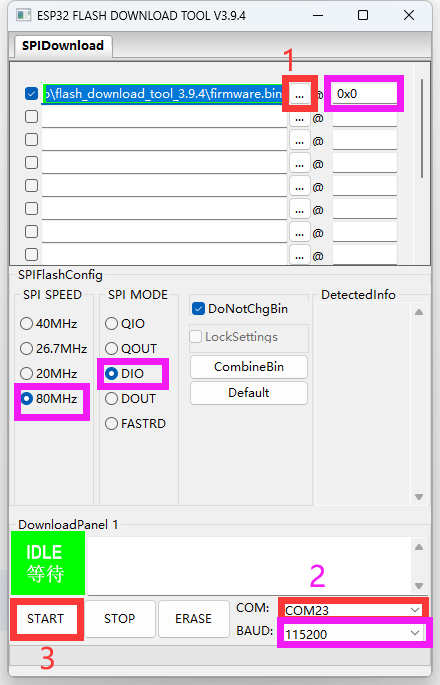 ESP32 FLASH DOWNLOAD TOOL V3.9.4
SPIDownload
1
\flash_download_tool_3.9.4\firmware.bin ... @ 0x0
... @
... @
... @
... @
... @
... @
SPIFlashConfig
SPI SPEED
40MHz
26.7MHz
20MHz
80MHz
SPI MODE
QIO
QOUT
DIO
DOUT
FASTRD
DoNotChgBin
LockSettings
CombineBin
Default
DetectedInfo
DownloadPanel 1
IDLE
等待
2
START STOP ERASE
COM: COM23
BAUD: 115200
3